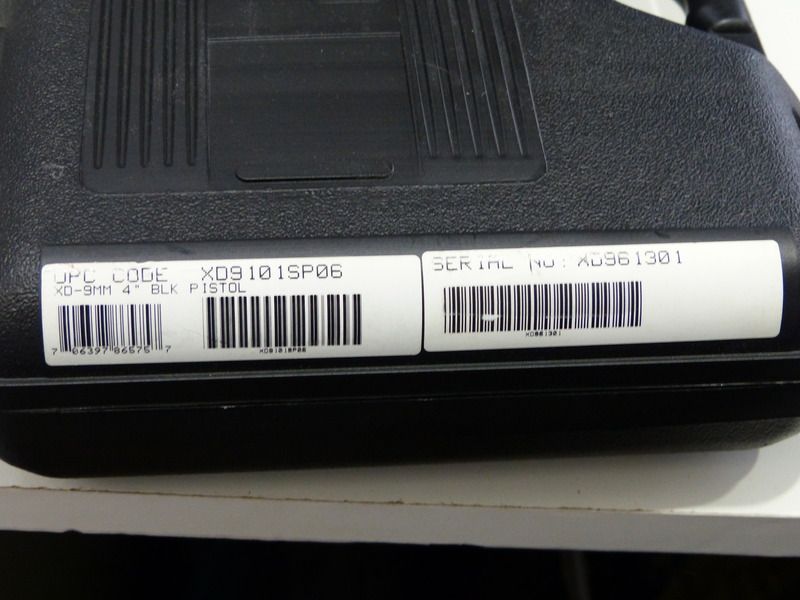 UPC CODE XD9101SP06
XD-9MM 4" BLK PISTOL
7 06397 86575 7
XD9101SP06
SERIAL NO: XD961301
XD961301